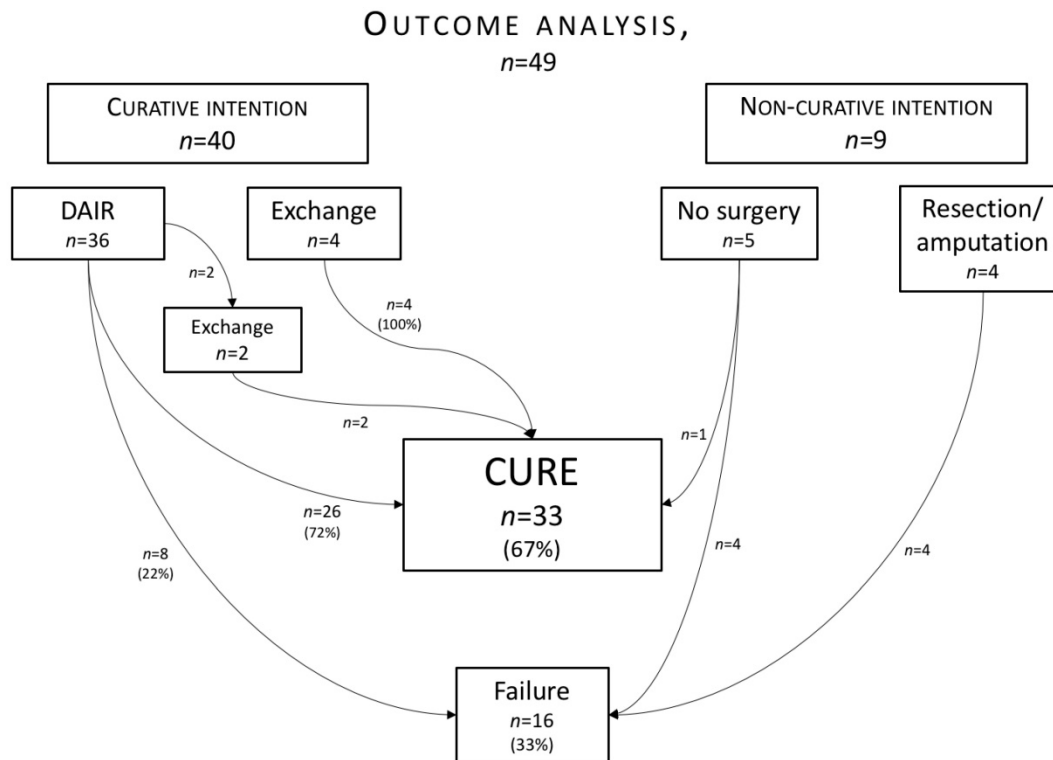 OUTCOME ANALYSIS,
n=49
CURATIVE INTENTION
n=40
NON-CURATIVE INTENTION
n=9
DAIR
n=36
Exchange
n=4
No surgery
n=5
Resection/
amputation
n=4
n=2
Exchange
n=2
n=4
(100%)
n=2
n=1
CURE
n=33
(67%)
n=26
(72%)
n=8
(22%)
n=4
n=4
Failure
n=16
(33%)